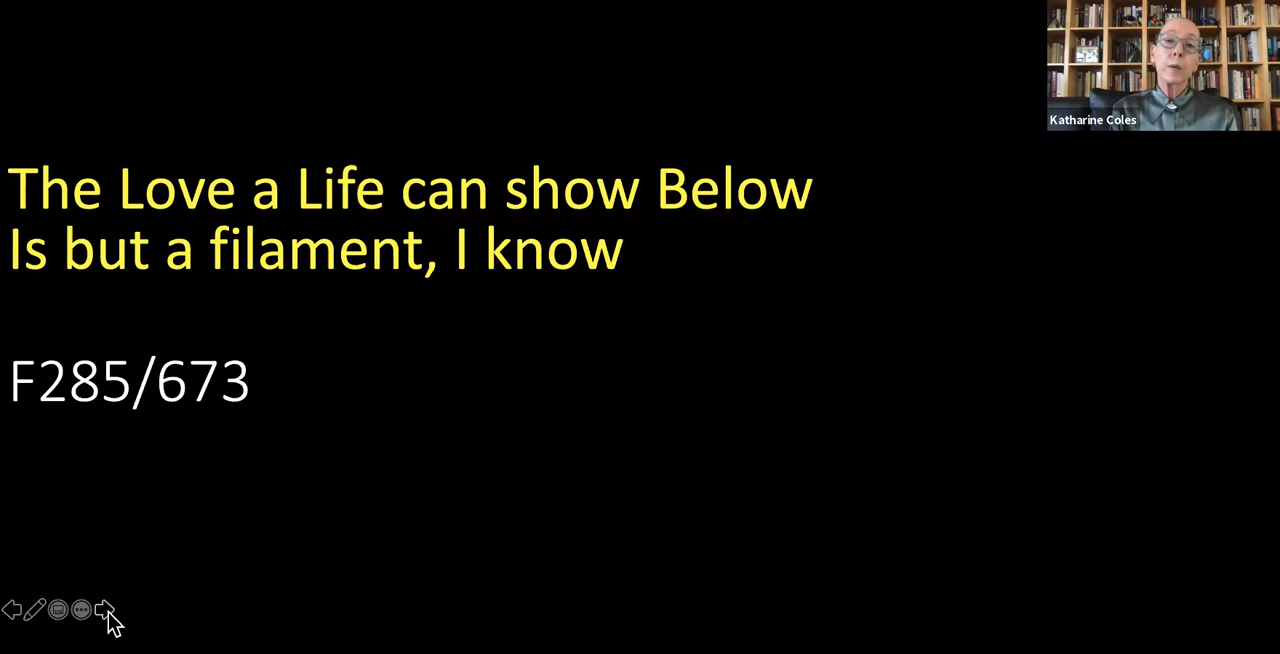 Katharine Coles
The Love a Life can show Below
Is but a filament, I know
F285/673